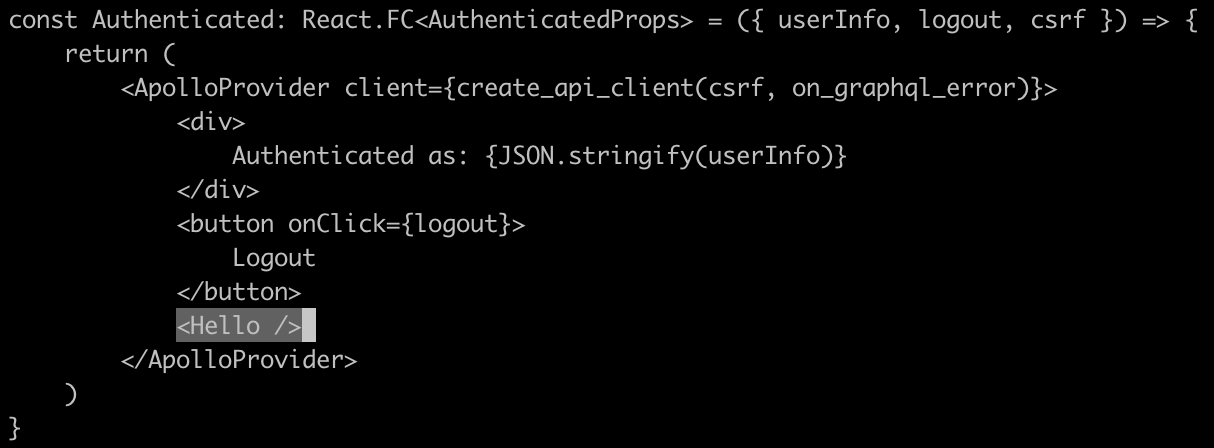 const Authenticated: React.FC<AuthenticatedProps> = ({ userInfo, logout, csrf }) => {
    return (
        <ApolloProvider client={create_api_client(csrf, on_graphql_error)}>
            <div>
                Authenticated as: {JSON.stringify(userInfo)}
            </div>
            <button onClick={logout}>
                Logout
            </button>
            <Hello />
        </ApolloProvider>
    )
}